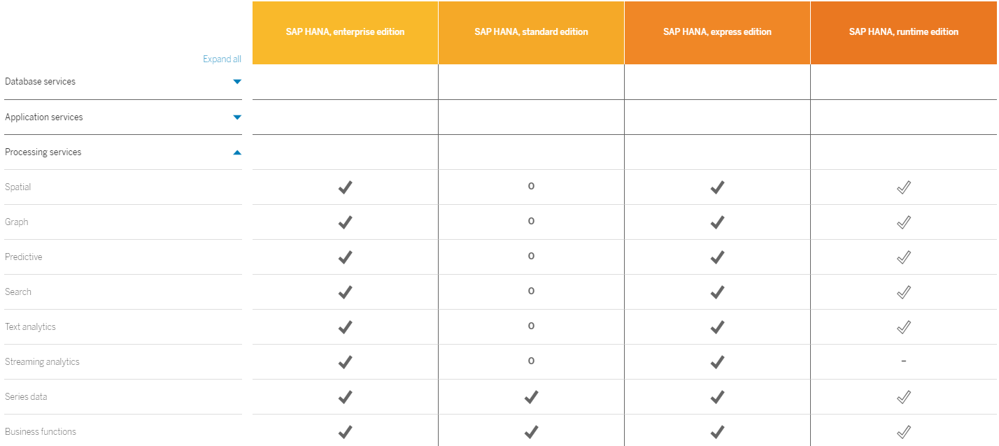 SAP HANA, enterprise edition SAP HANA, standard edition SAP HANA, express edition SAP HANA, runtime edition
Expand all
Database services
Application services
Processing services
Spatial o
Graph o
Predictive o
Search o
Text analytics o
Streaming analytics o -
Series data
Business functions